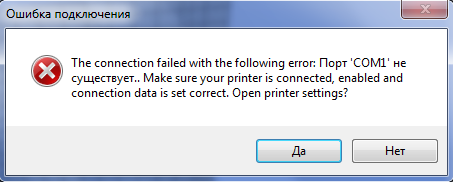 Ошибка подключения
The connection failed with the following error: Порт 'COM1' не
существует.. Make sure your printer is connected, enabled and
connection data is set correct. Open printer settings?
Да Нет